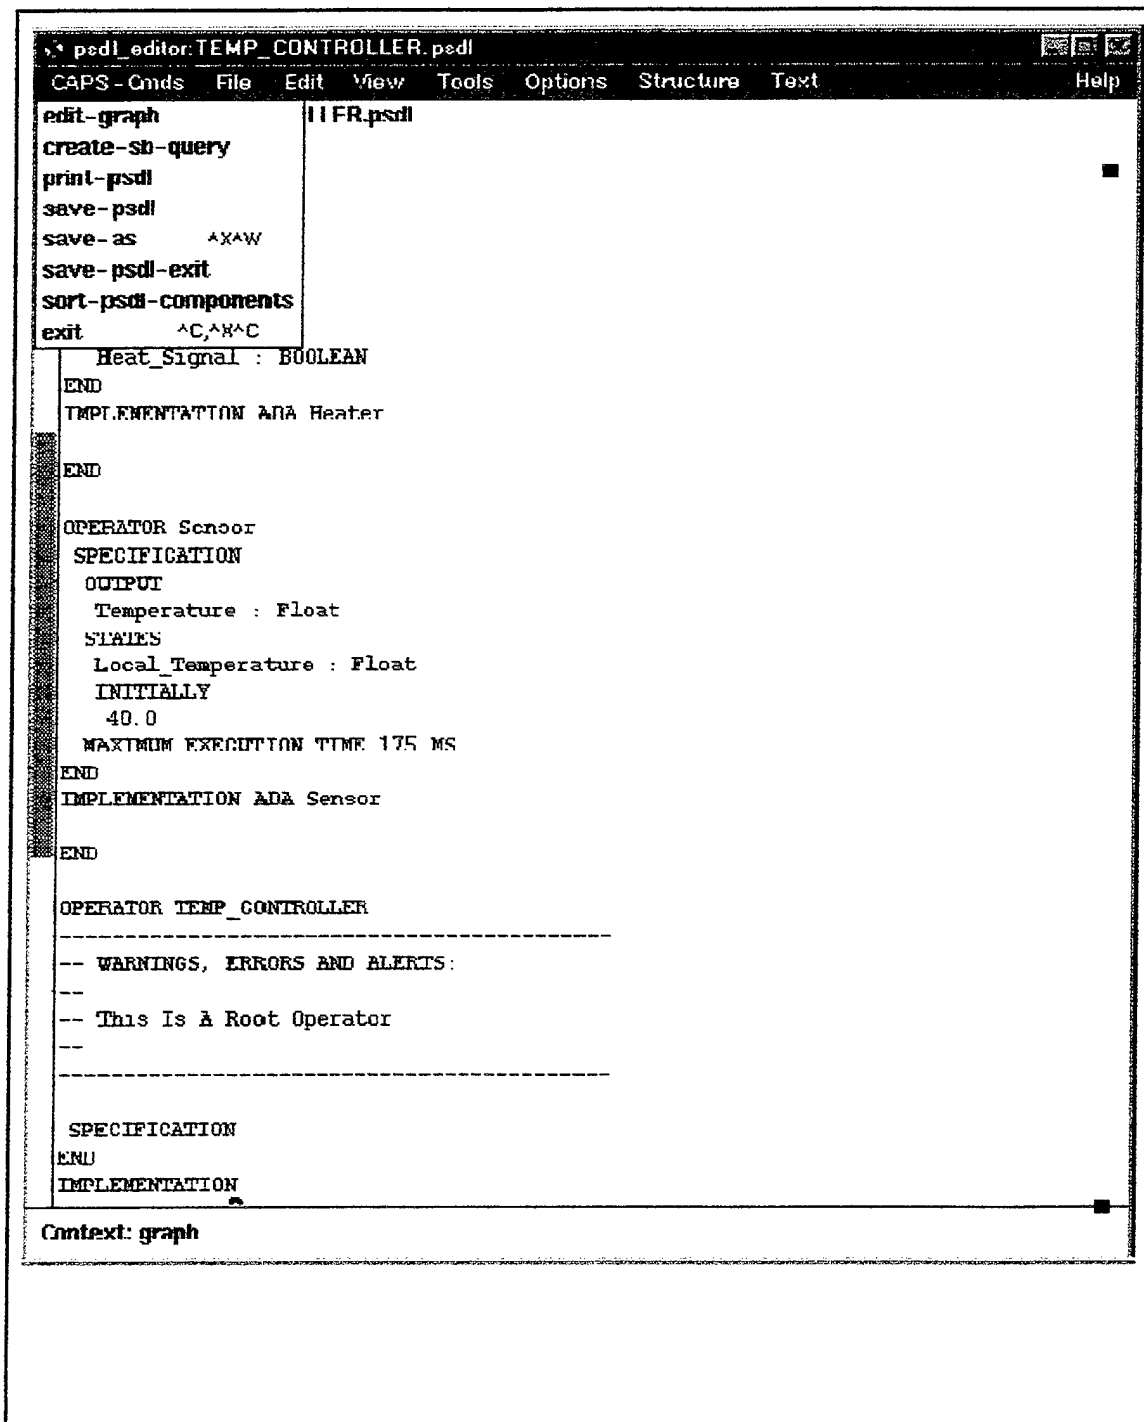 psdl_editor:TEMP_CONTROLLER.psdl
CAPS-Cmds File Edit View Tools Options Structure Text Help
edit-graph LLER.psdl
create-sb-query
print-psdl
save-psdl
save-as ^X^W
save-psdl-exit
sort-psdl-components
exit ^C,^X^C
Heat_Signal : BOOLEAN
END
IMPLEMENTATION ADA Heater
END
OPERATOR Sensor
SPECIFICATION
OUTPUT
Temperature : Float
STATES
Local_Temperature : Float
INITIALLY
40.0
MAXIMUM EXECUTION TIME 175 MS
END
IMPLEMENTATION ADA Sensor
END
OPERATOR TEMP_CONTROLLER
------------------------------------------
-- WARNINGS, ERRORS AND ALERTS:
--
-- This Is A Root Operator
--
------------------------------------------
SPECIFICATION
END
IMPLEMENTATION
Context: graph